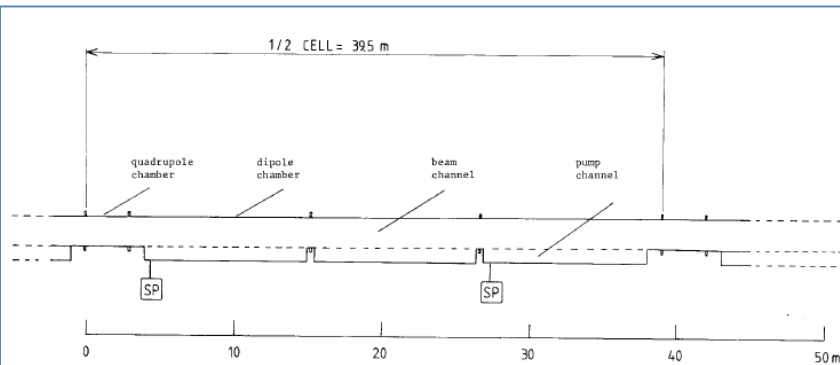 1/2 CELL = 39.5 m
quadrupole
chamber
dipole
chamber
beam
channel
pump
channel
SP
SP
0 10 20 30 40 50 m